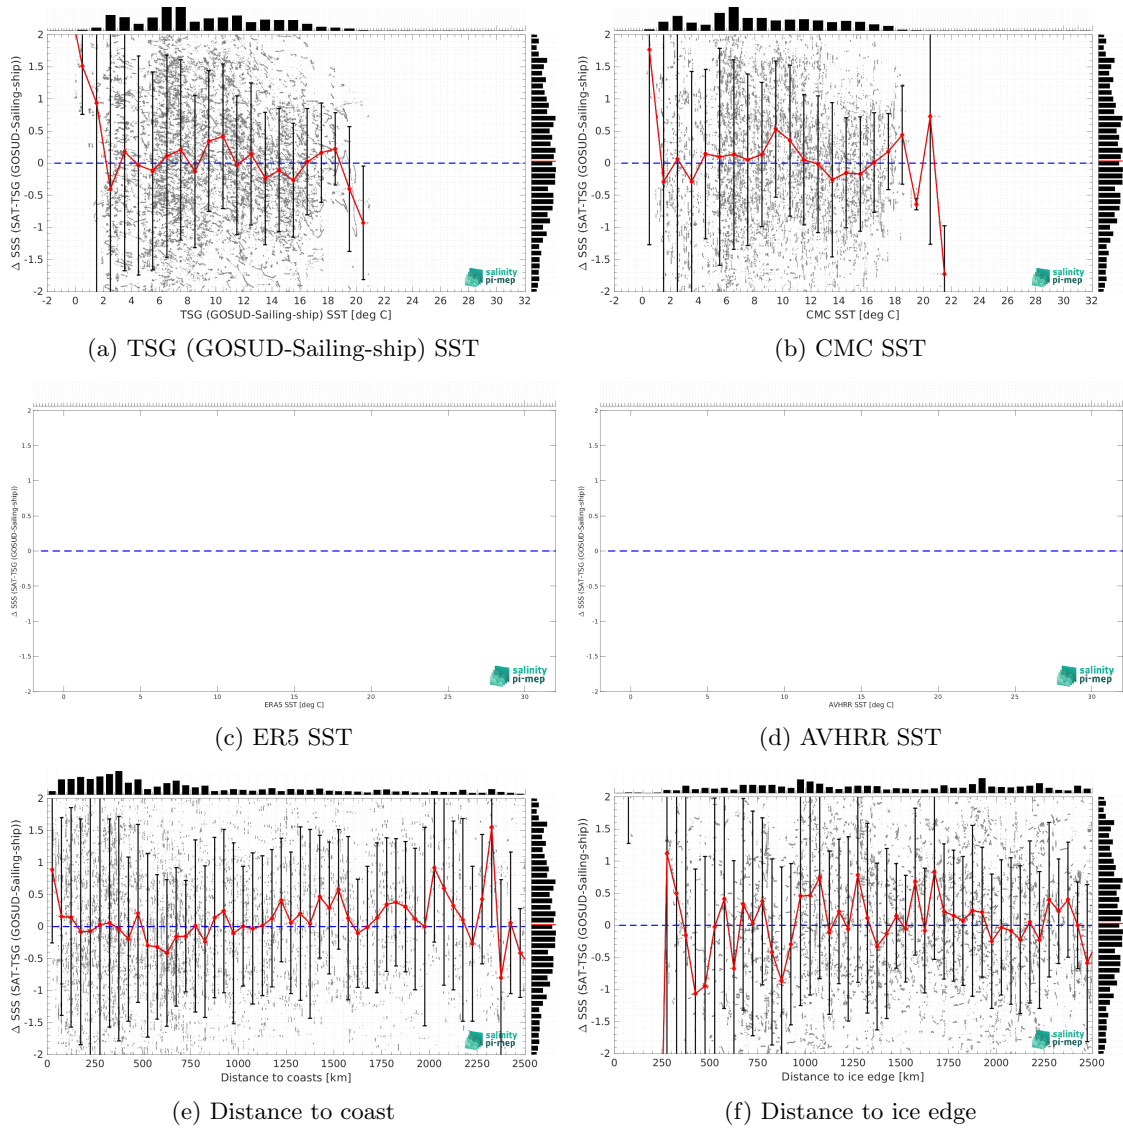 2
1.5
1
0.5
0
-0.5
-1
-1.5
-2
Δ SSS (SAT-TSG (GOSUD-Sailing-ship))
-2 0 2 4 6 8 10 12 14 16 18 20 22 24 26 28 30 32
TSG (GOSUD-Sailing-ship) SST [deg C]
salinity
pi-mep
(a) TSG (GOSUD-Sailing-ship) SST
2
1.5
1
0.5
0
-0.5
-1
-1.5
-2
Δ SSS (SAT-TSG (GOSUD-Sailing-ship))
-2 0 2 4 6 8 10 12 14 16 18 20 22 24 26 28 30 32
CMC SST [deg C]
salinity
pi-mep
(b) CMC SST
2
1.5
1
0.5
0
-0.5
-1
-1.5
-2
Δ SSS (SAT-TSG (GOSUD-Sailing-ship))
0 5 10 15 20 25 30
ERA5 SST [deg C]
salinity
pi-mep
(c) ER5 SST
2
1.5
1
0.5
0
-0.5
-1
-1.5
-2
Δ SSS (SAT-TSG (GOSUD-Sailing-ship))
0 5 10 15 20 25 30
AVHRR SST [deg C]
salinity
pi-mep
(d) AVHRR SST
2
1.5
1
0.5
0
-0.5
-1
-1.5
-2
Δ SSS (SAT-TSG (GOSUD-Sailing-ship))
0 250 500 750 1000 1250 1500 1750 2000 2250 2500
Distance to coasts [km]
salinity
pi-mep
(e) Distance to coast
2
1.5
1
0.5
0
-0.5
-1
-1.5
-2
Δ SSS (SAT-TSG (GOSUD-Sailing-ship))
0 250 500 750 1000 1250 1500 1750 2000 2250 2500
Distance to ice edge [km]
salinity
pi-mep
(f) Distance to ice edge